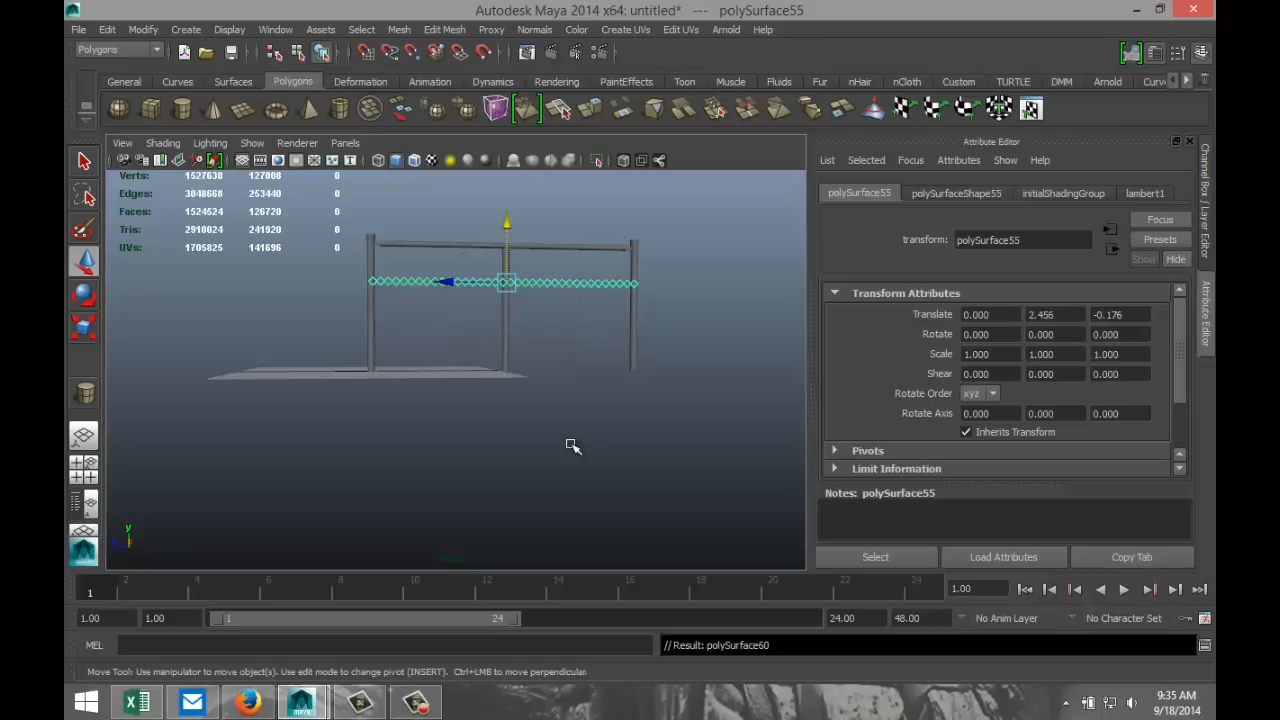 Autodesk Maya 2014 x64: untitled* --- polySurface55
File Edit Modify Create Display Window Assets Select Mesh Edit Mesh Proxy Normals Color Create UVs Edit UVs Arnold Help
Polygons
General Curves Surfaces Polygons Deformation Animation Dynamics Rendering PaintEffects Toon Muscle Fluids Fur nHair nCloth Custom TURTLE DMM Arnold Curv
View Shading Lighting Show Renderer Panels
Attribute Editor
List Selected Focus Attributes Show Help
Verts: 1527630 127008 0
Edges: 3048668 253440 0
Faces: 1524524 126720 0
Tris: 2910024 241920 0
UVs: 1705825 141696 0
polySurface55 polySurfaceShape55 initialShadingGroup lambert1
Focus
transform: polySurface55
Presets
Show Hide
Transform Attributes
Translate 0.000 2.456 -0.176
Rotate 0.000 0.000 0.000
Scale 1.000 1.000 1.000
Shear 0.000 0.000 0.000
Rotate Order xyz
Rotate Axis 0.000 0.000 0.000
Inherits Transform
Pivots
Limit Information
Notes: polySurface55
Select Load Attributes Copy Tab
Channel Box / Layer Editor
Attribute Editor
y
z x
2 4 6 8 10 12 14 16 18 20 22 24
1
1.00
1.00 1.00 1 24 24.00 48.00 No Anim Layer No Character Set
MEL // Result: polySurface60
Move Tool: Use manipulator to move object(s). Use edit mode to change pivot (INSERT). Ctrl+LMB to move perpendicular.
9:35 AM
9/18/2014